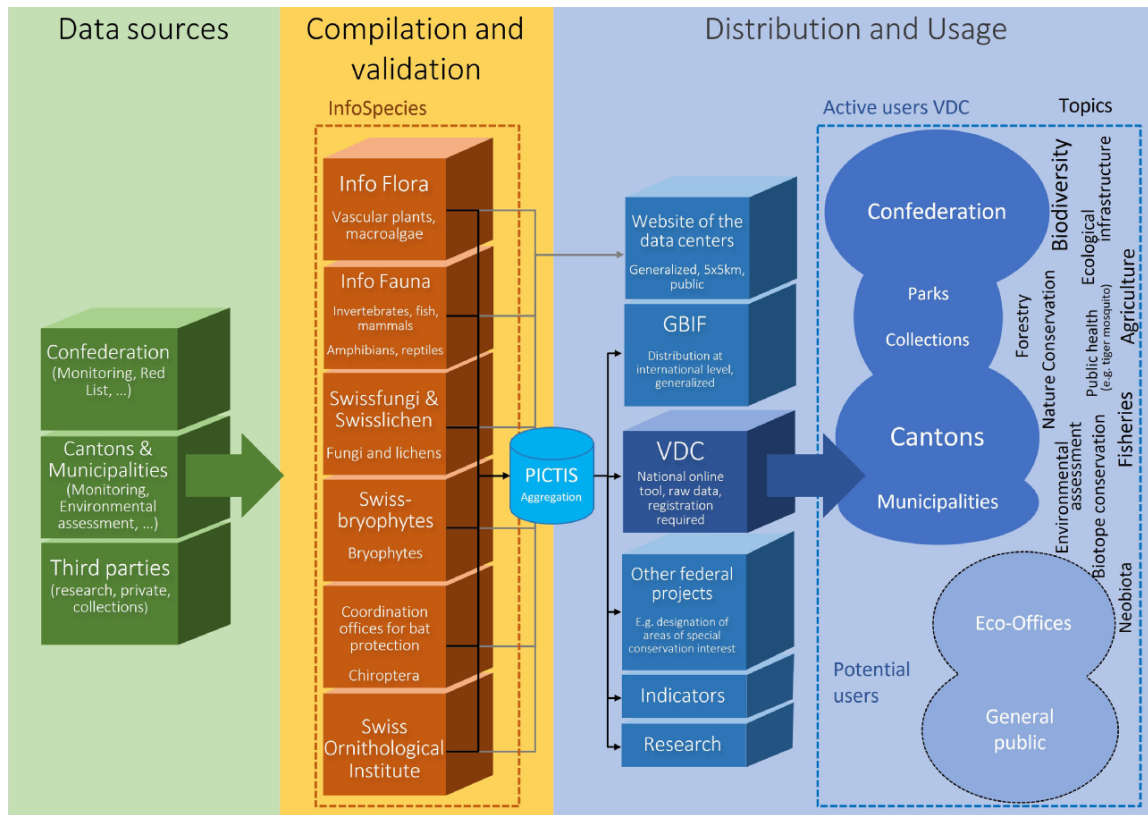 Data sources
Compilation and
validation
Distribution and Usage
InfoSpecies
Active users VDC
Topics
Confederation
(Monitoring, Red
List, ...)
Cantons &
Municipalities
(Monitoring,
Environmental
assessment, ...)
Third parties
(research, private,
collections)
Info Flora
Vascular plants,
macroalgae
Info Fauna
Invertebrates, fish,
mammals
Amphibians, reptiles
Swissfungi &
Swisslichen
Fungi and lichens
Swiss-
bryophytes
Bryophytes
Coordination
offices for bat
protection
Chiroptera
Swiss
Ornithological
Institute
PICTIS
Aggregation
Website of the
data centers
Generalized, 5x5km,
public
GBIF
Distribution at
international level,
generalized
VDC
National online
tool, raw data,
registration
required
Other federal
projects
E.g. designation of
areas of special
conservation interest
Indicators
Research
Confederation
Parks
Collections
Cantons
Municipalities
Eco-Offices
General
public
Potential
users
Biodiversity
Ecological
infrastructure
Forestry
Nature Conservation
Public health
(e.g. tiger mosquito)
Agriculture
Environmental
assessment
Biotope conservation
Fisheries
Neobiota